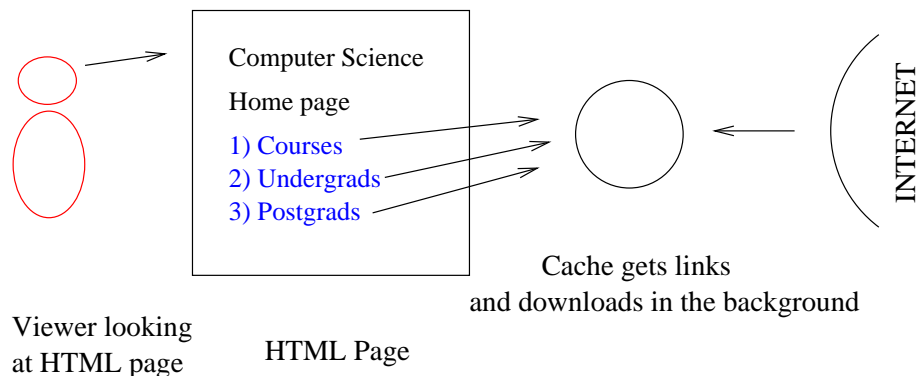 Computer Science
Home page
1) Courses
2) Undergrads
3) Postgrads
INTERNET
Cache gets links
and downloads in the background
Viewer looking
at HTML page
HTML Page